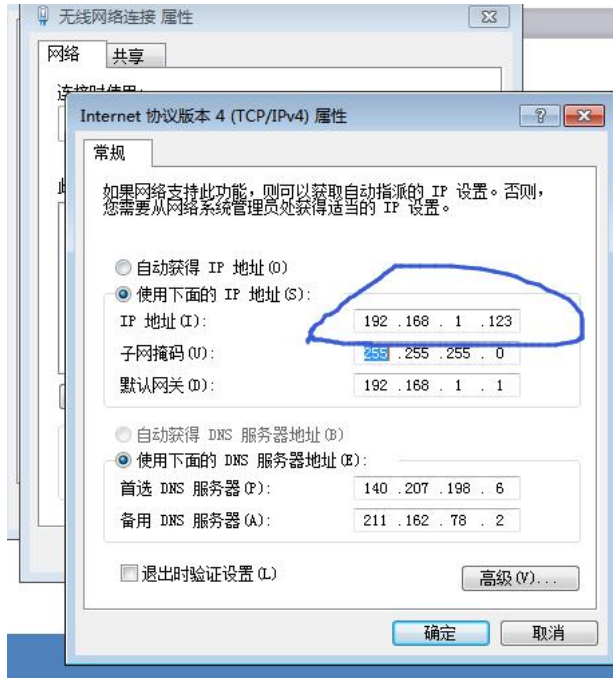 无线网络连接 属性
网络 共享
连接时使用:
Internet 协议版本 4 (TCP/IPv4) 属性
常规
如果网络支持此功能，则可以获取自动指派的 IP 设置。否则，
您需要从网络系统管理员处获得适当的 IP 设置。
自动获得 IP 地址(O)
使用下面的 IP 地址(S):
IP 地址(I): 192 .168 . 1 .123
子网掩码(U): 255 .255 .255 . 0
默认网关(D): 192 .168 . 1 . 1
自动获得 DNS 服务器地址(B)
使用下面的 DNS 服务器地址(E):
首选 DNS 服务器(P): 140 .207 .198 . 6
备用 DNS 服务器(A): 211 .162 . 78 . 2
退出时验证设置(L)
高级(V)...
确定 取消